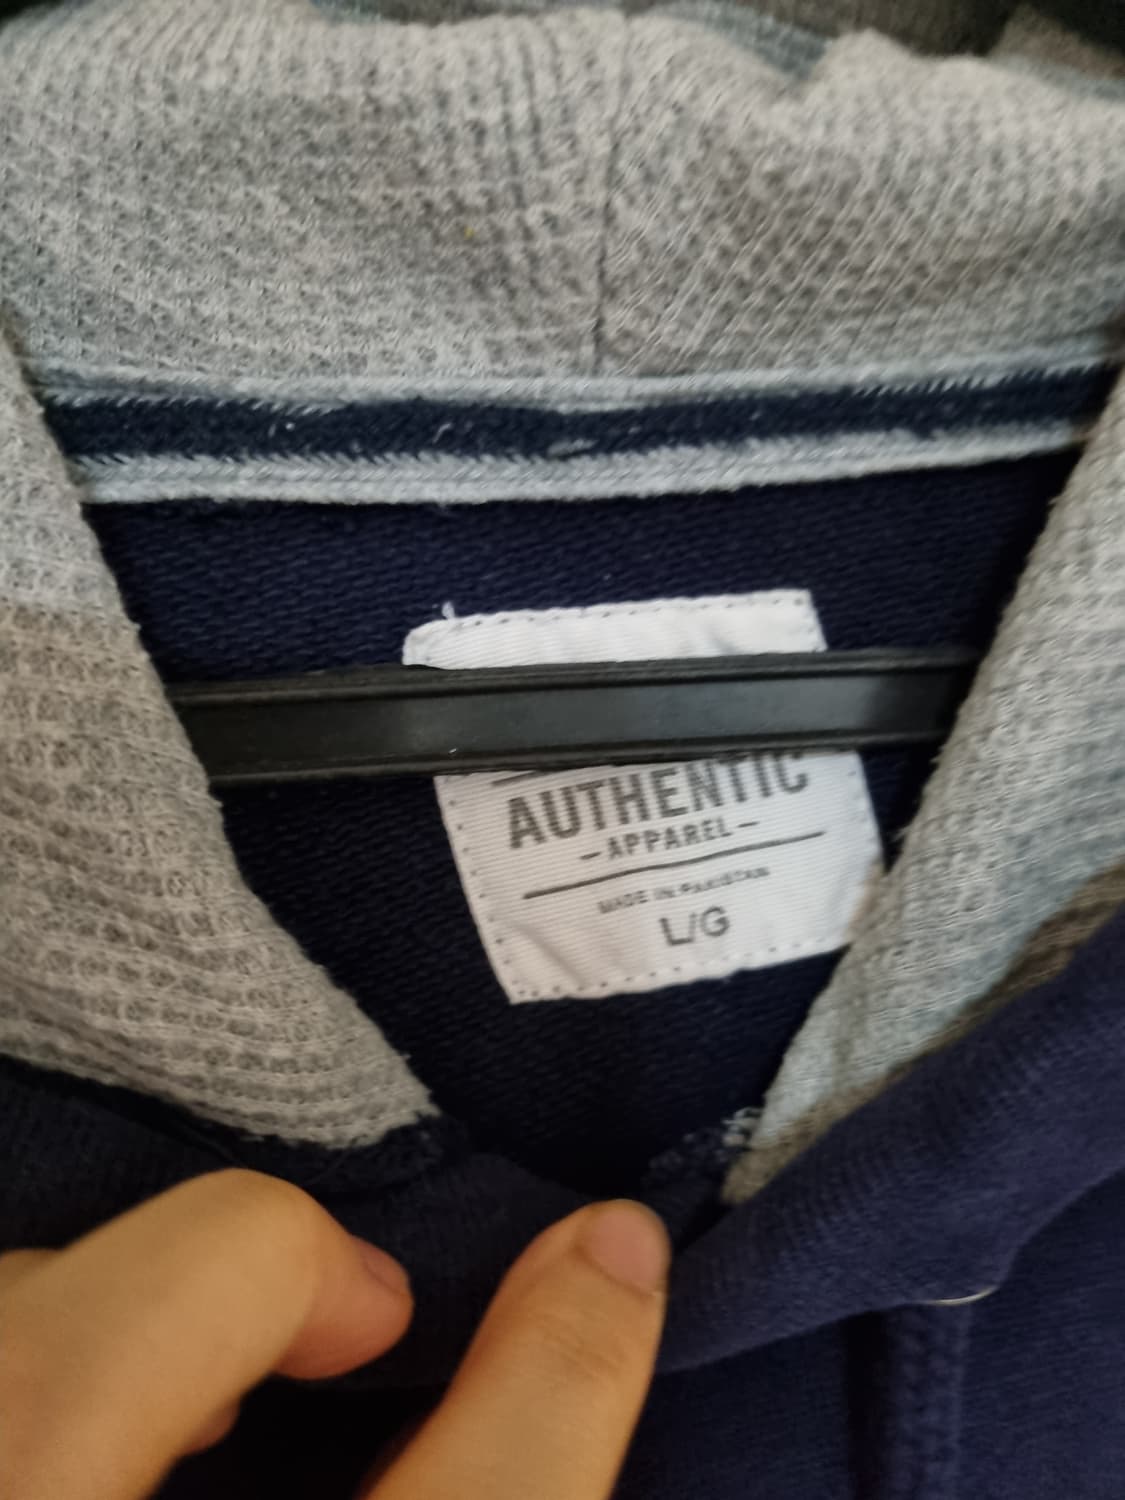 AUTHENTIC
-APPAREL-
MADE IN PAKISTAN
L/G